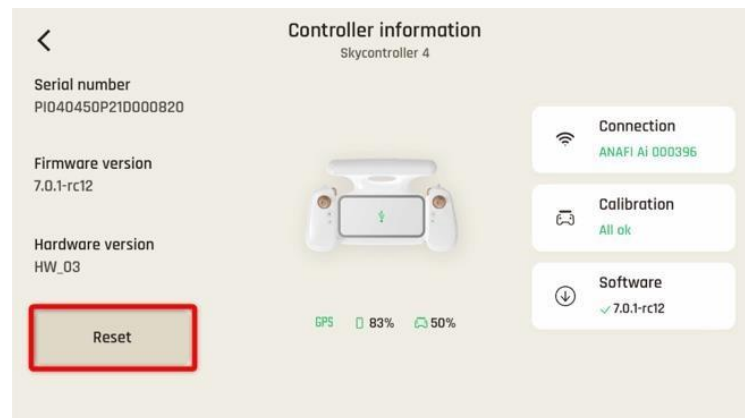 Controller information
Skycontroller 4
Serial number
PI040450P21D000820
Firmware version
7.0.1-rc12
Hardware version
HW_03
Reset
GPS 83% 50%
Connection
ANAFI Ai 000396
Calibration
All ok
Software
7.0.1-rc12